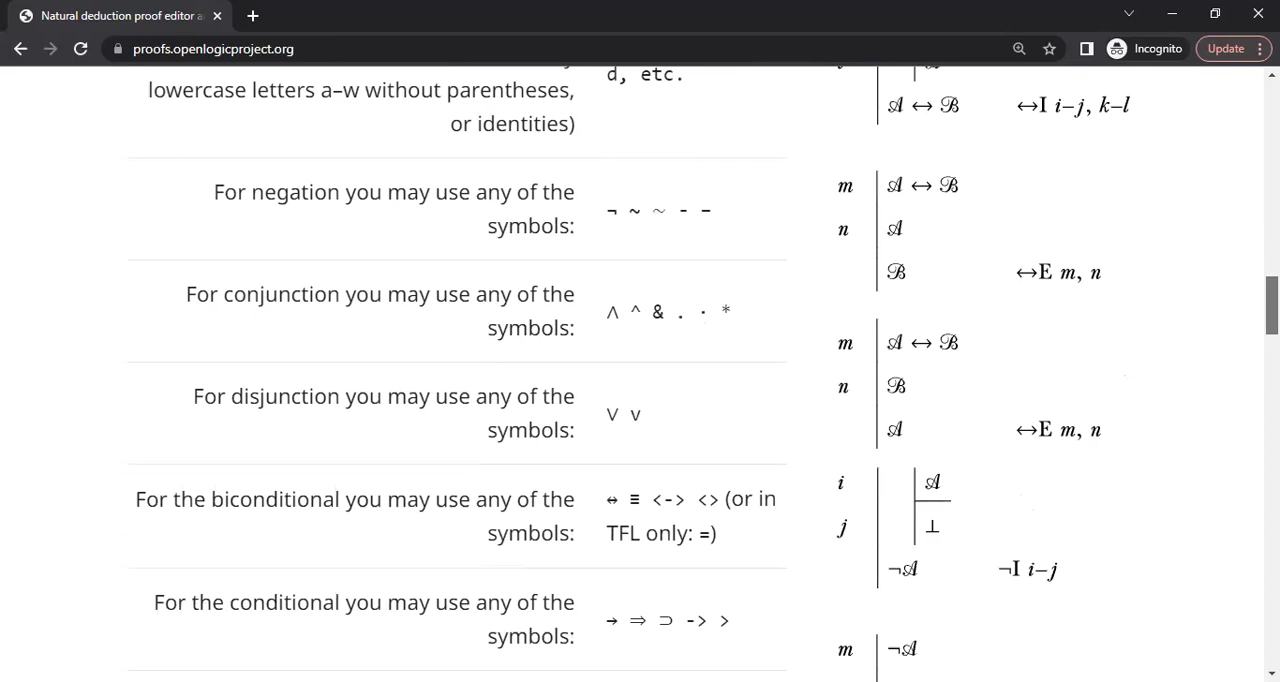 Natural deduction proof editor a
proofs.openlogicproject.org
Incognito
Update
d, etc.
lowercase letters a–w without parentheses,
or identities)
For negation you may use any of the
symbols:
¬ ~ ∼ - −
For conjunction you may use any of the
symbols:
∧ ^ & . · *
For disjunction you may use any of the
symbols:
∨ v
For the biconditional you may use any of the
symbols:
↔ ≡ <-> <> (or in
TFL only: =)
For the conditional you may use any of the
symbols:
→ ⇒ ⊃ -> >
𝒜 ↔ ℬ ↔I i–j, k–l
m 𝒜 ↔ ℬ
n 𝒜
ℬ ↔E m, n
m 𝒜 ↔ ℬ
n ℬ
𝒜 ↔E m, n
i 𝒜
j ⊥
¬𝒜 ¬I i–j
m ¬𝒜